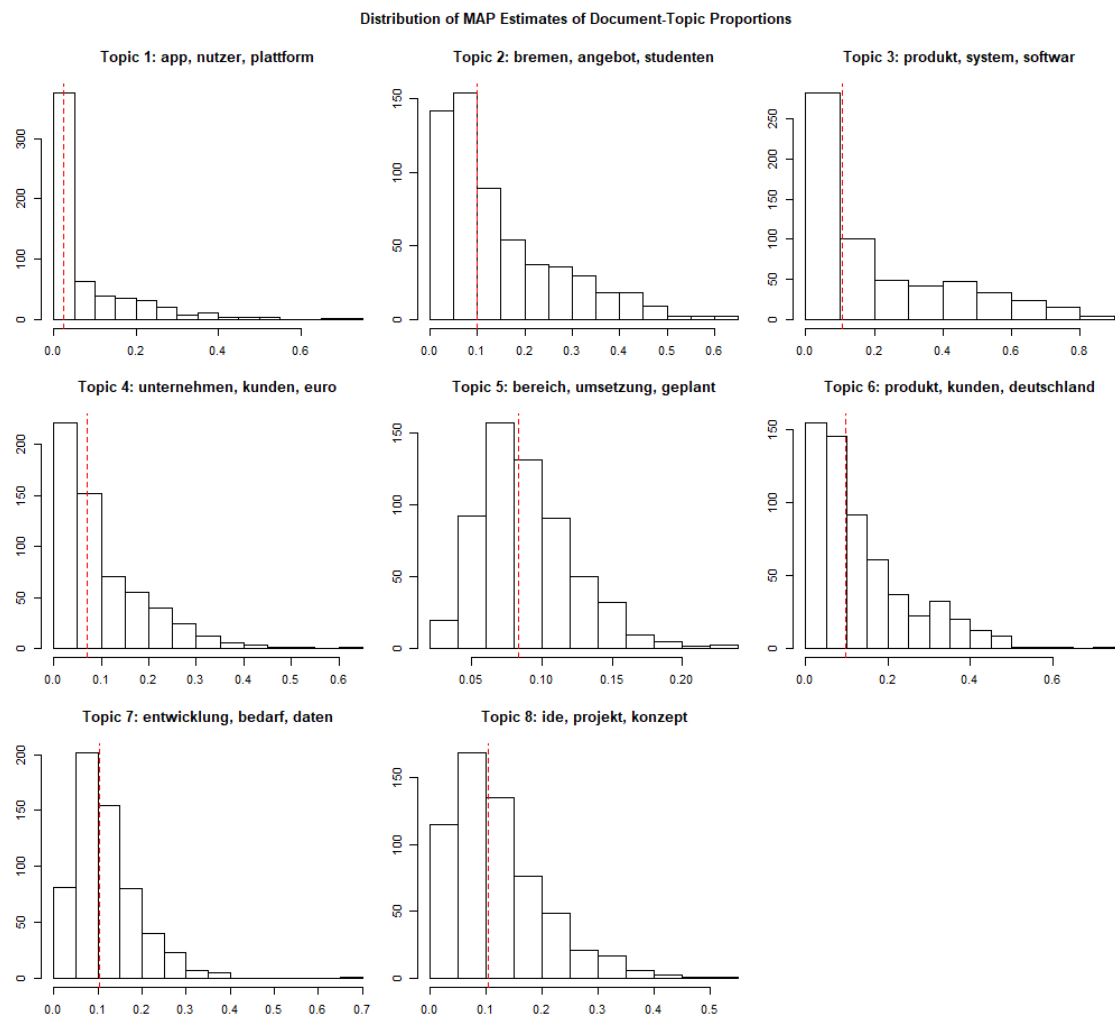 Distribution of MAP Estimates of Document-Topic Proportions
Topic 1: app, nutzer, plattform
300
200
100
0
0.0 0.2 0.4 0.6
Topic 2: bremen, angebot, studenten
150
100
50
0
0.0 0.1 0.2 0.3 0.4 0.5 0.6
Topic 3: produkt, system, softwar
250
200
150
100
50
0
0.0 0.2 0.4 0.6 0.8
Topic 4: unternehmen, kunden, euro
200
150
100
50
0
0.0 0.1 0.2 0.3 0.4 0.5 0.6
Topic 5: bereich, umsetzung, geplant
150
100
50
0
0.05 0.10 0.15 0.20
Topic 6: produkt, kunden, deutschland
150
100
50
0
0.0 0.2 0.4 0.6
Topic 7: entwicklung, bedarf, daten
200
150
100
50
0
0.0 0.1 0.2 0.3 0.4 0.5 0.6 0.7
Topic 8: ide, projekt, konzept
150
100
50
0
0.0 0.1 0.2 0.3 0.4 0.5